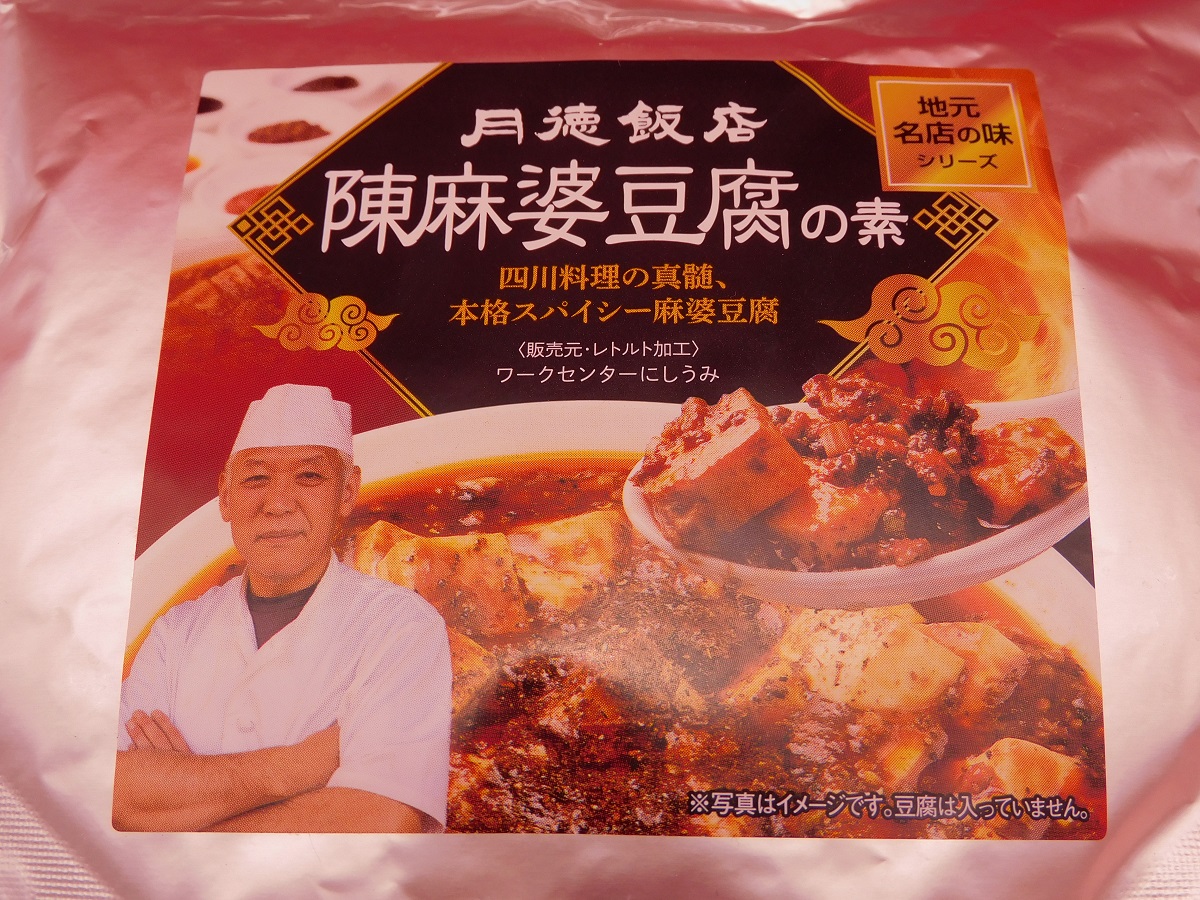 月徳飯店
地元
名店の味
シリーズ
陳麻婆豆腐の素
四川料理の真髄、
本格スパイシー麻婆豆腐
〈販売元・レトルト加工〉
ワークセンターにしうみ
※写真はイメージです。豆腐は入っていません。